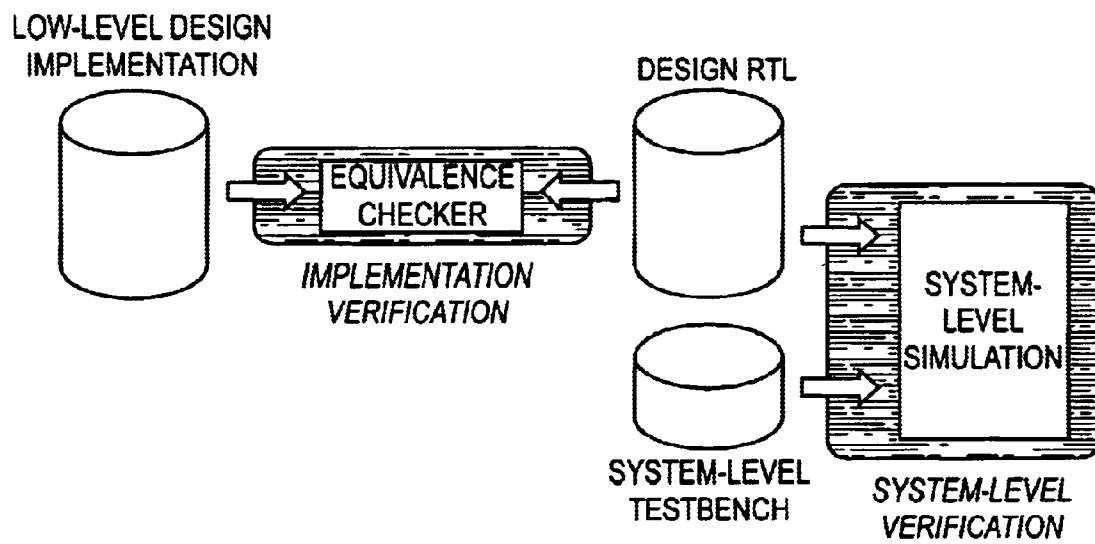 LOW-LEVEL DESIGN
IMPLEMENTATION
DESIGN RTL
EQUIVALENCE
CHECKER
IMPLEMENTATION
VERIFICATION
SYSTEM-
LEVEL
SIMULATION
SYSTEM-LEVEL
TESTBENCH
SYSTEM-LEVEL
VERIFICATION